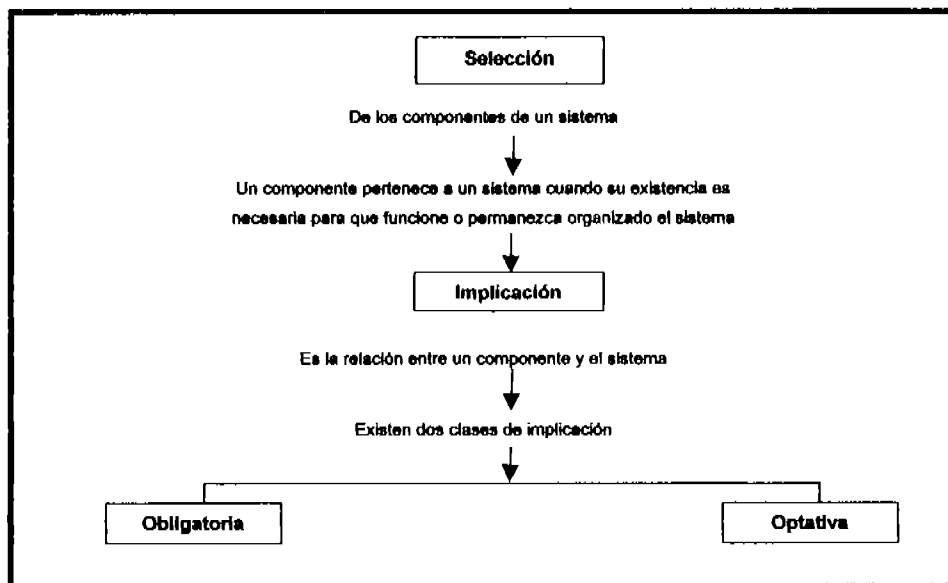 Selección
De los componentes de un sistema
Un componente pertenece a un sistema cuando su existencia es
necesaria para que funcione o permanezca organizado el sistema
Implicación
Es la relación entre un componente y el sistema
Existen dos clases de implicación
Obligatoria
Optativa